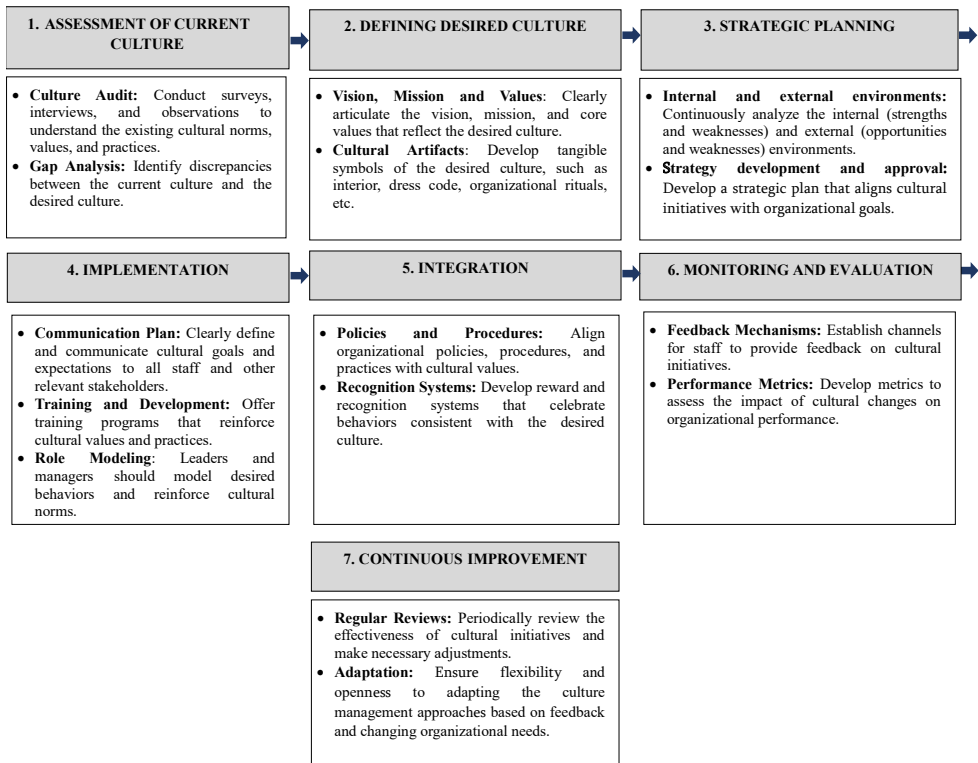 1. ASSESSMENT OF CURRENT
CULTURE
• Culture Audit: Conduct surveys,
interviews, and observations to
understand the existing cultural norms,
values, and practices.
• Gap Analysis: Identify discrepancies
between the current culture and the
desired culture.
2. DEFINING DESIRED CULTURE
• Vision, Mission and Values: Clearly
articulate the vision, mission, and core
values that reflect the desired culture.
• Cultural Artifacts: Develop tangible
symbols of the desired culture, such as
interior, dress code, organizational rituals,
etc.
3. STRATEGIC PLANNING
• Internal and external environments:
Continuously analyze the internal (strengths
and weaknesses) and external (opportunities
and weaknesses) environments.
• Strategy development and approval:
Develop a strategic plan that aligns cultural
initiatives with organizational goals.
4. IMPLEMENTATION
• Communication Plan: Clearly define
and communicate cultural goals and
expectations to all staff and other
relevant stakeholders.
• Training and Development: Offer
training programs that reinforce
cultural values and practices.
• Role Modeling: Leaders and
managers should model desired
behaviors and reinforce cultural
norms.
5. INTEGRATION
• Policies and Procedures: Align
organizational policies, procedures, and
practices with cultural values.
• Recognition Systems: Develop reward and
recognition systems that celebrate
behaviors consistent with the desired
culture.
6. MONITORING AND EVALUATION
• Feedback Mechanisms: Establish channels
for staff to provide feedback on cultural
initiatives.
• Performance Metrics: Develop metrics to
assess the impact of cultural changes on
organizational performance.
7. CONTINUOUS IMPROVEMENT
• Regular Reviews: Periodically review the
effectiveness of cultural initiatives and
make necessary adjustments.
• Adaptation: Ensure flexibility and
openness to adapting the culture
management approaches based on feedback
and changing organizational needs.